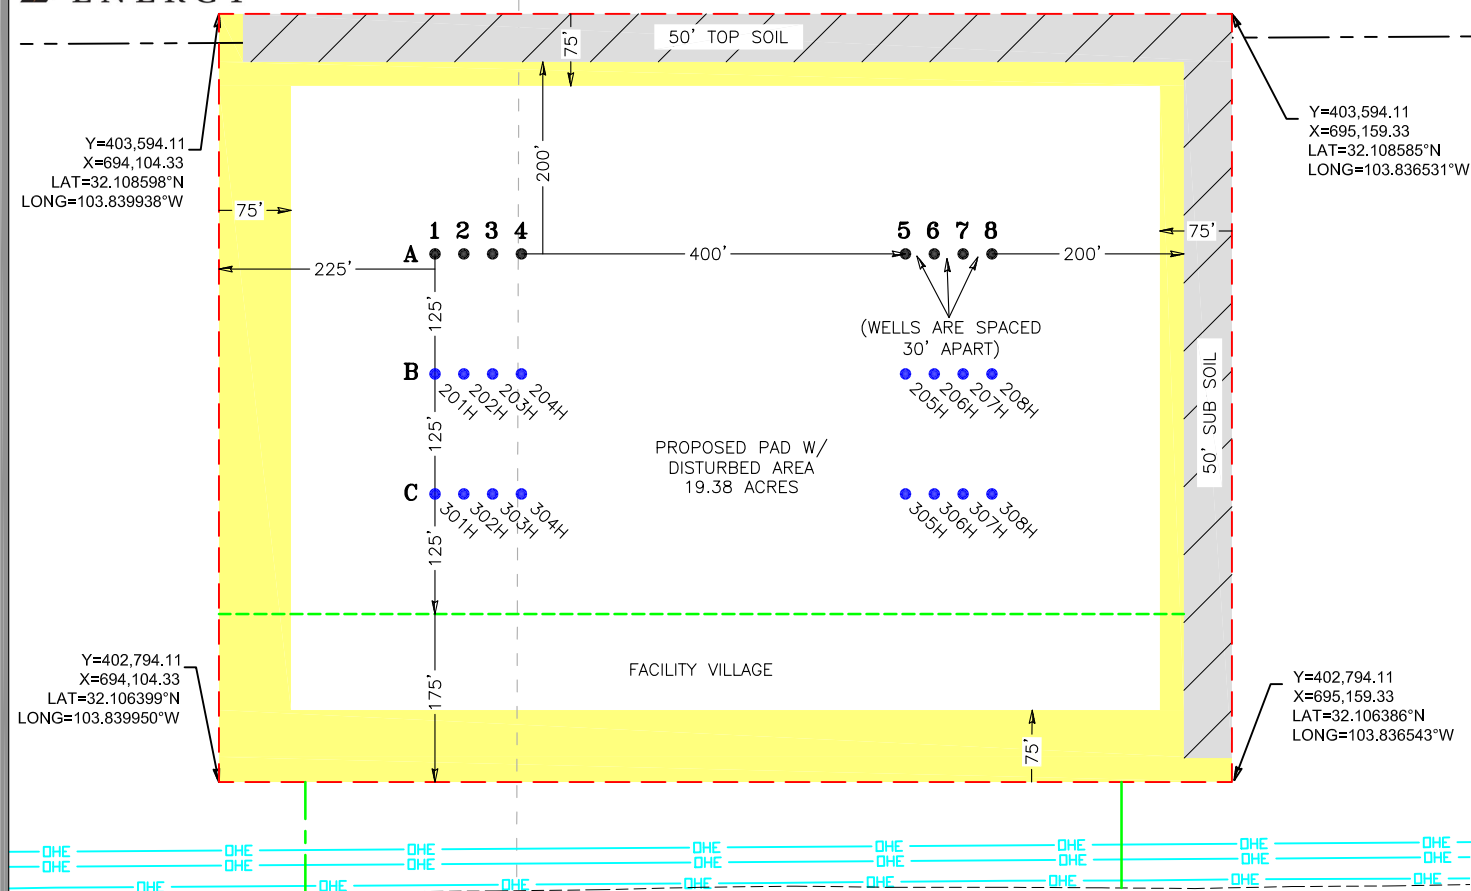 ENERGY
50' TOP SOIL
75'
200'
Y=403,594.11
X=694,104.33
LAT=32.108598°N
LONG=103.839938°W
Y=403,594.11
X=695,159.33
LAT=32.108585°N
LONG=103.836531°W
75'
75'
1 2 3 4
5 6 7 8
A
225'
400'
200'
125'
(WELLS ARE SPACED
30' APART)
B
201H 202H 203H 204H
205H 206H 207H 208H
50' SUB SOIL
125'
PROPOSED PAD W/
DISTURBED AREA
19.38 ACRES
C
301H 302H 303H 304H
305H 306H 307H 308H
125'
FACILITY VILLAGE
175'
75'
Y=402,794.11
X=694,104.33
LAT=32.106399°N
LONG=103.839950°W
Y=402,794.11
X=695,159.33
LAT=32.106386°N
LONG=103.836543°W
OHE OHE OHE OHE OHE OHE OHE OHE
OHE OHE OHE OHE OHE OHE OHE OHE
OHE OHE OHE OHE OHE OHE OHE